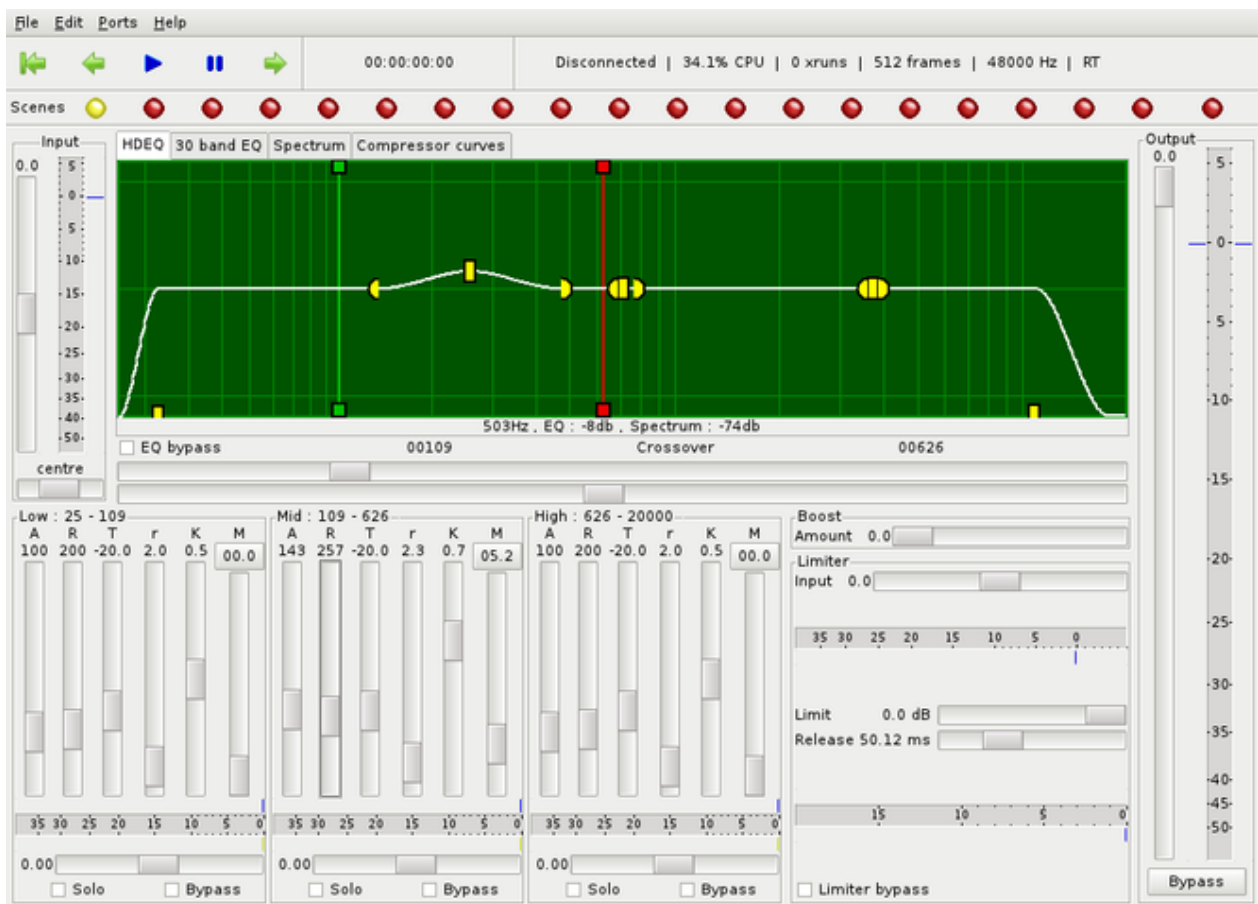 File Edit Ports Help
00:00:00:00 Disconnected | 34.1% CPU | 0 xruns | 512 frames | 48000 Hz | RT
Scenes
Input
0.0
5
0
5
10
15
20
25
30
35
40
50
centre
HDEQ 30 band EQ Spectrum Compressor curves
503Hz , EQ : -8db , Spectrum : -74db
EQ bypass 00109 Crossover 00626
Low : 25 - 109
A R T r K M
100 200 -20.0 2.0 0.5 00.0
35 30 25 20 15 10 5 0
0.00
Solo Bypass
Mid : 109 - 626
A R T r K M
143 257 -20.0 2.3 0.7 05.2
35 30 25 20 15 10 5 0
0.00
Solo Bypass
High : 626 - 20000
A R T r K M
100 200 -20.0 2.0 0.5 00.0
35 30 25 20 15 10 5 0
0.00
Solo Bypass
Boost
Amount 0.0
Limiter
Input 0.0
35 30 25 20 15 10 5 0
Limit 0.0 dB
Release 50.12 ms
15 10 5 0
Limiter bypass
Output
0.0
5
0
5
10
15
20
25
30
35
40
45
50
Bypass